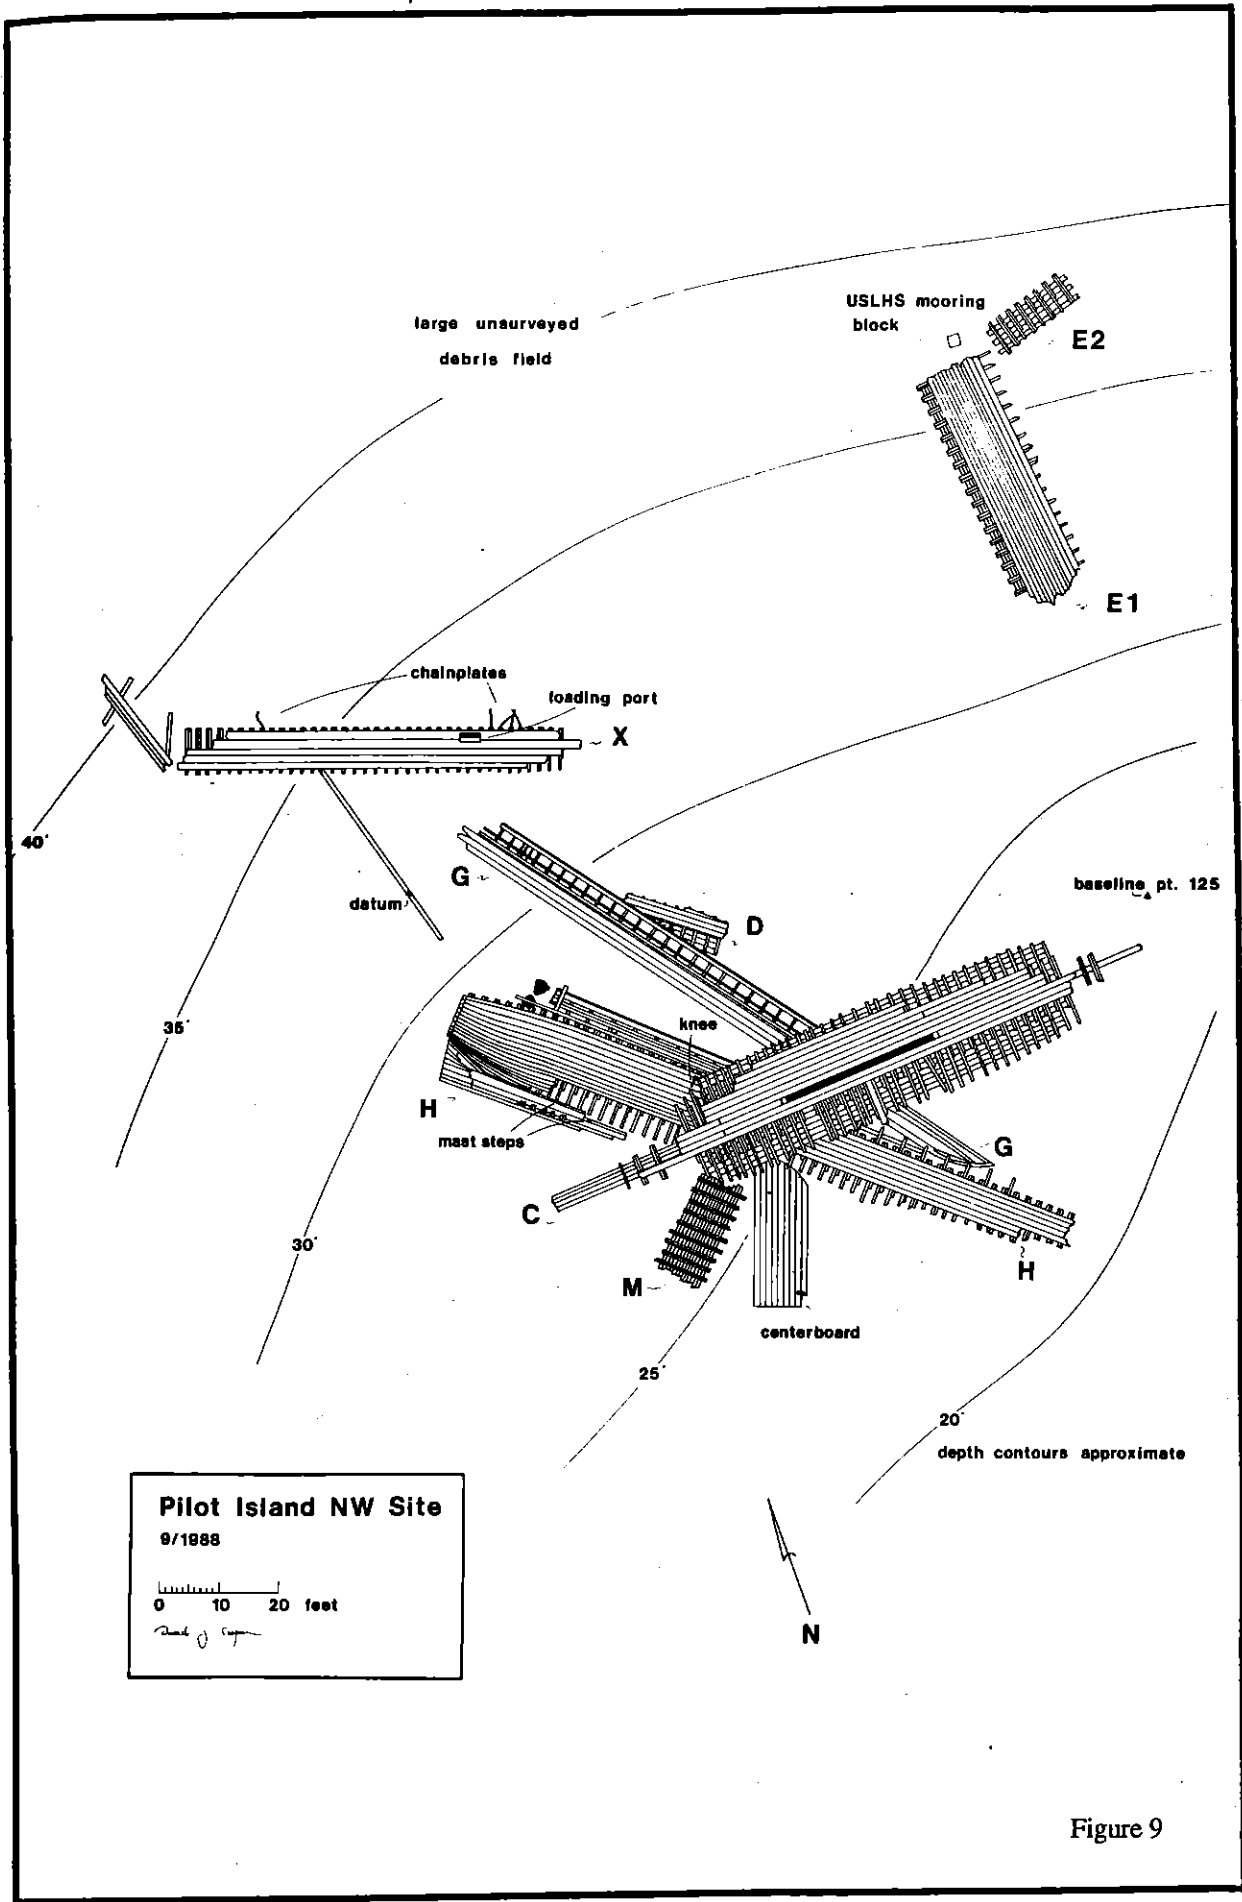 large unsurveyed
debris field
USLHS mooring
block
E2
E1
chainplates
loading port
X
40'
G
datum
D
baseline pt. 125
35'
knee
H
mast steps
G
C
30'
M
H
centerboard
25'
20'
depth contours approximate
Pilot Island NW Site
9/1988
0 10 20 feet
N
Figure 9